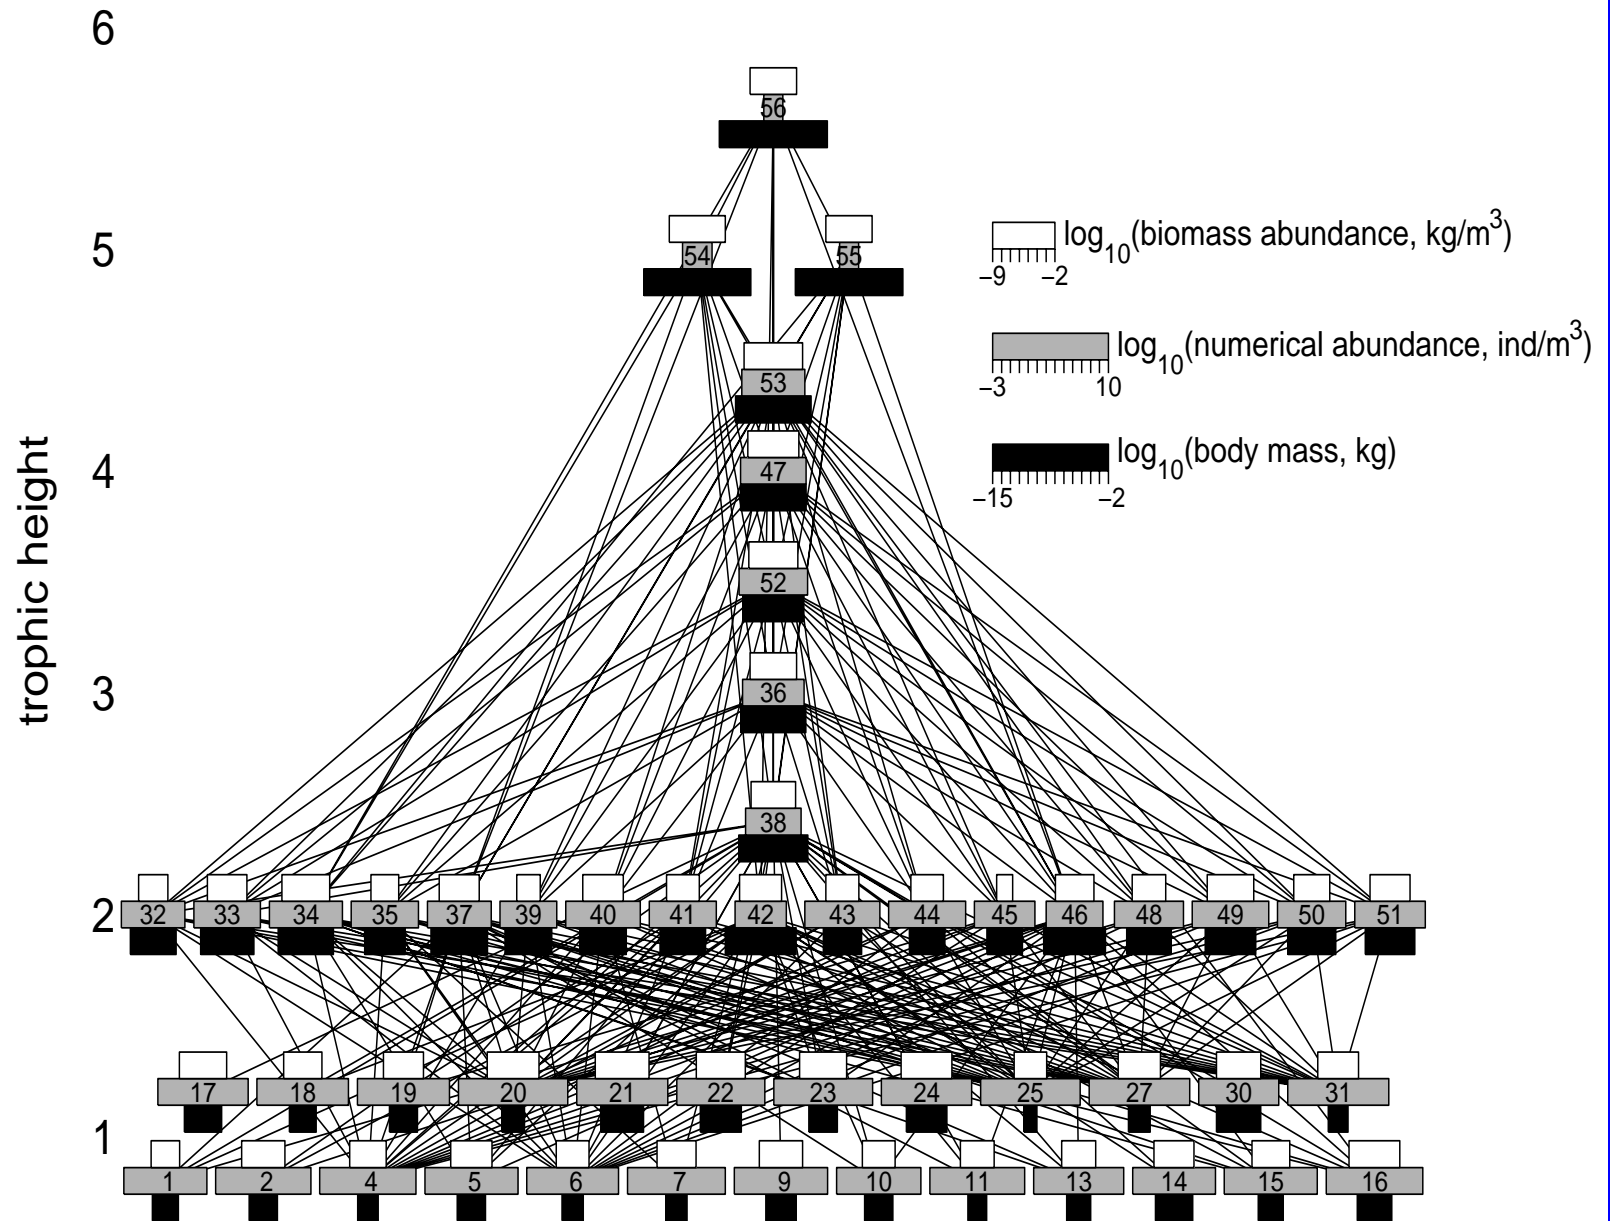 6
56
5
54 55
log10(biomass abundance, kg/m3)
−9 −2
log10(numerical abundance, ind/m3)
−3 10
53
4
47
log10(body mass, kg)
−15 −2
trophic height
52
3
36
38
2
32 33 34 35 37 39 40 41 42 43 44 45 46 48 49 50 51
17 18 19 20 21 22 23 24 25 27 30 31
1
1 2 4 5 6 7 9 10 11 13 14 15 16